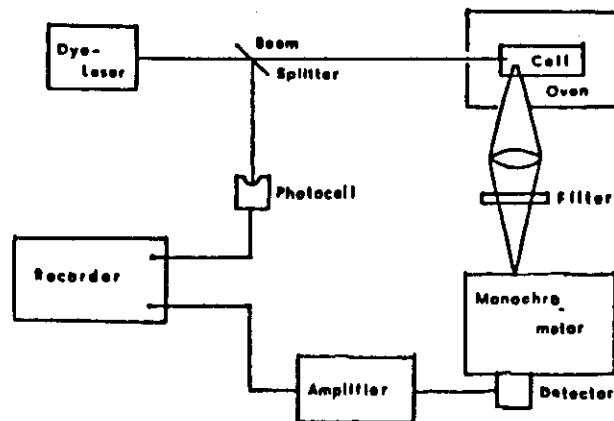 Dye-
Laser
Beam
Splitter
Cell
Oven
Photocell
Filter
Recorder
Monochro-
mator
Amplifier
Detector